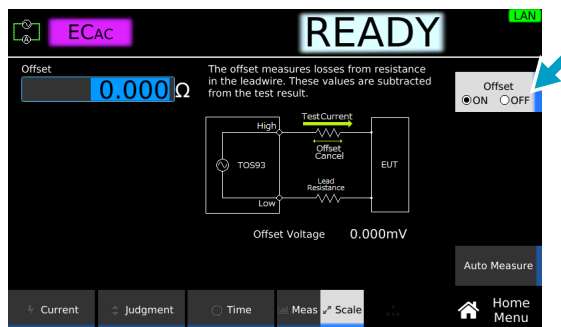 LAN
ECAC
READY
Offset
0.000 Ω
The offset measures losses from resistance
in the leadwire. These values are subtracted
from the test result.
Offset
ON OFF
TestCurrent
High
Offset
Cancel
TOS93
EUT
Lead
Resistance
Low
Offset Voltage 0.000mV
Auto Measure
Current
Judgment
Time
Meas
Scale
Home
Menu